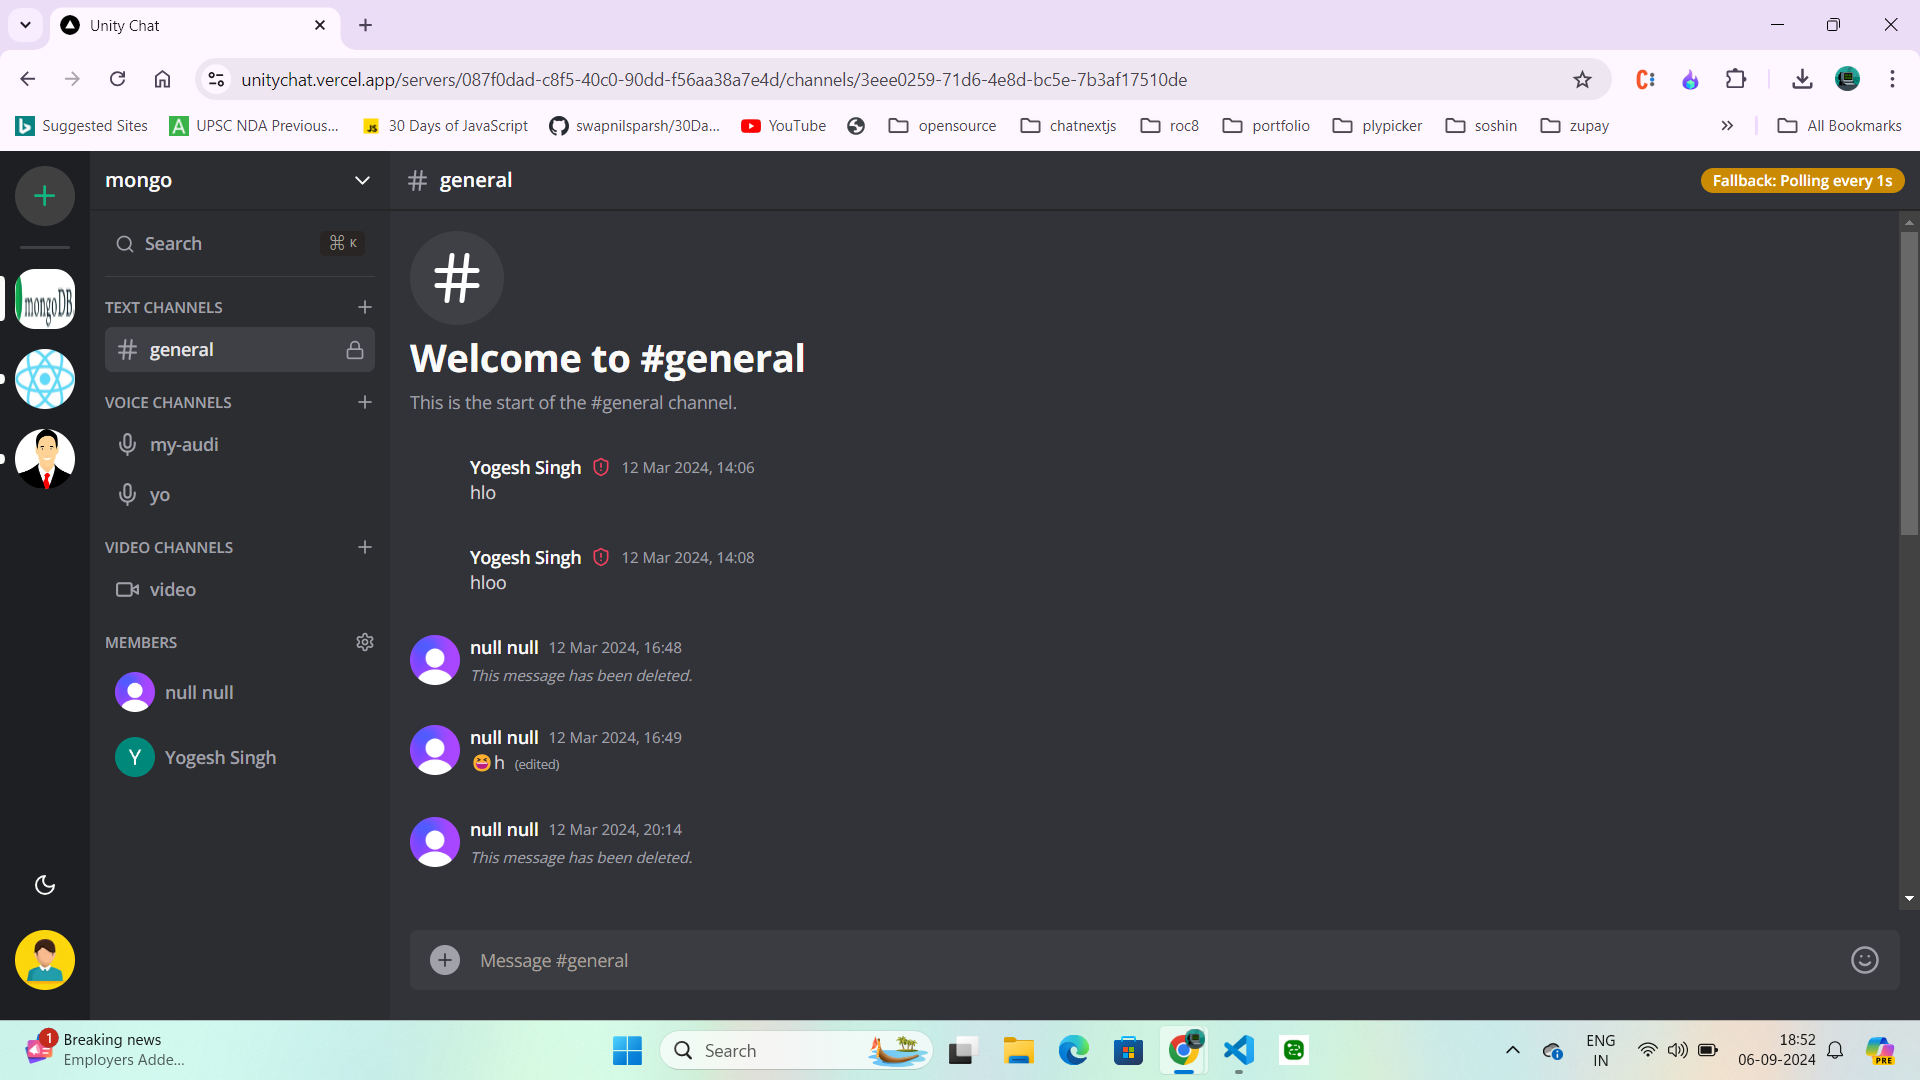 Unity Chat
unitychat.vercel.app/servers/087f0dad-c8f5-40c0-90dd-f56aa38a7e4d/channels/3eee0259-71d6-4e8d-bc5e-7b3af17510de
Suggested Sites
UPSC NDA Previous...
30 Days of JavaScript
swapnilsparsh/30Da...
YouTube
opensource
chatnextjs
roc8
portfolio
plypicker
soshin
zupay
All Bookmarks
mongo
Search
⌘ K
TEXT CHANNELS
general
VOICE CHANNELS
my-audi
yo
VIDEO CHANNELS
video
MEMBERS
null null
Y
Yogesh Singh
mongoDB
# general
Fallback: Polling every 1s
#
Welcome to #general
This is the start of the #general channel.
Yogesh Singh 12 Mar 2024, 14:06
hlo
Yogesh Singh 12 Mar 2024, 14:08
hloo
null null 12 Mar 2024, 16:48
This message has been deleted.
null null 12 Mar 2024, 16:49
😆h (edited)
null null 12 Mar 2024, 20:14
This message has been deleted.
Message #general
1
Breaking news
Employers Adde...
Search
PRE
ENG
IN
18:52
06-09-2024